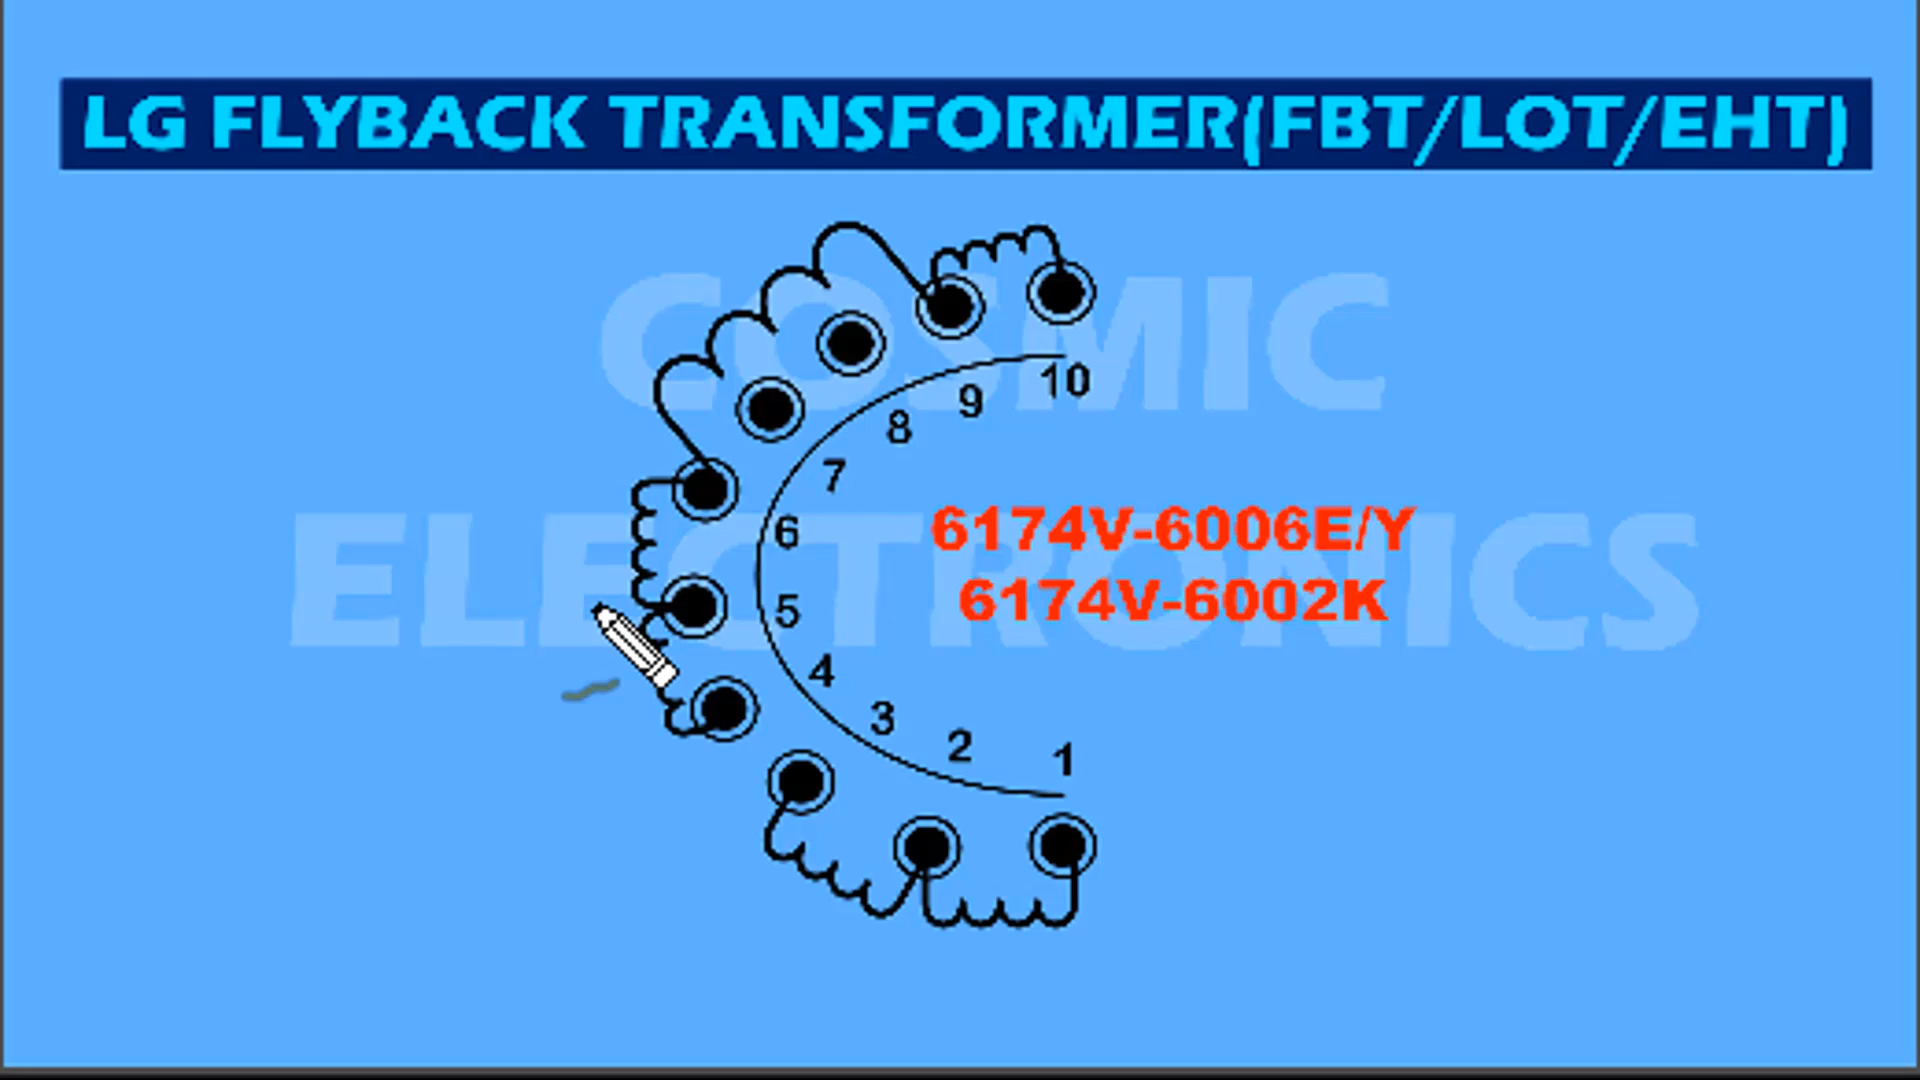 LG FLYBACK TRANSFORMER(FBT/LOT/EHT)
COSMIC
10
9
8
7
6
6174V-6006E/Y
ELECTRONICS
6174V-6002K
5
4
3
2
1